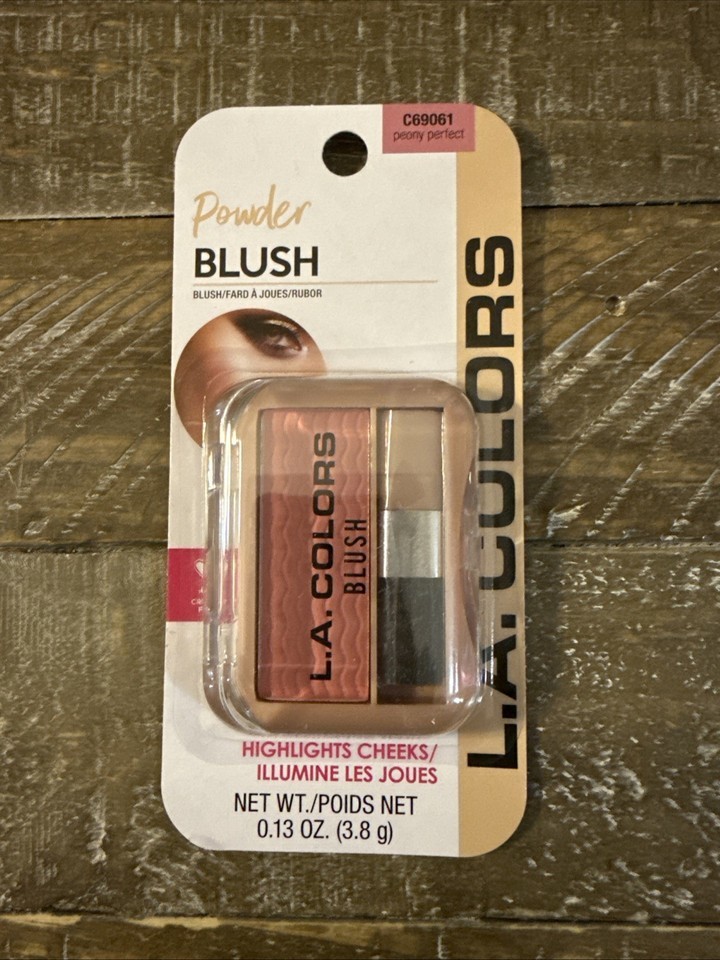 C69061
peony perfect
Powder
BLUSH
BLUSH/FARD À JOUES/RUBOR
L.A. COLORS
L.A. COLORS
BLUSH
HIGHLIGHTS CHEEKS/
ILLUMINE LES JOUES
NET WT./POIDS NET
0.13 OZ. (3.8 g)